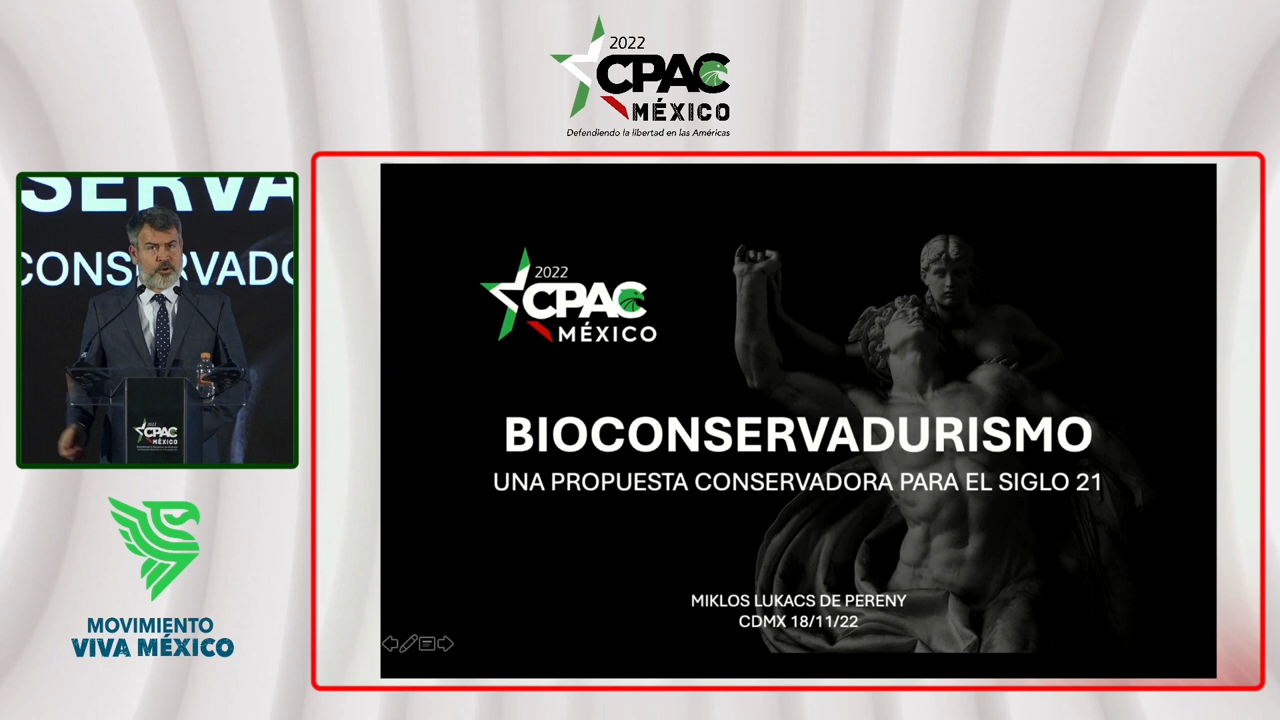 2022
CPAC
MÉXICO
Defendiendo la libertad en las Américas
SERVA
CONSERVADO
2022
CPAC
MÉXICO
2022
CPAC
MÉXICO
BIOCONSERVADURISMO
UNA PROPUESTA CONSERVADORA PARA EL SIGLO 21
MIKLOS LUKACS DE PERENY
CDMX 18/11/22
MOVIMIENTO
VIVA MÉXICO